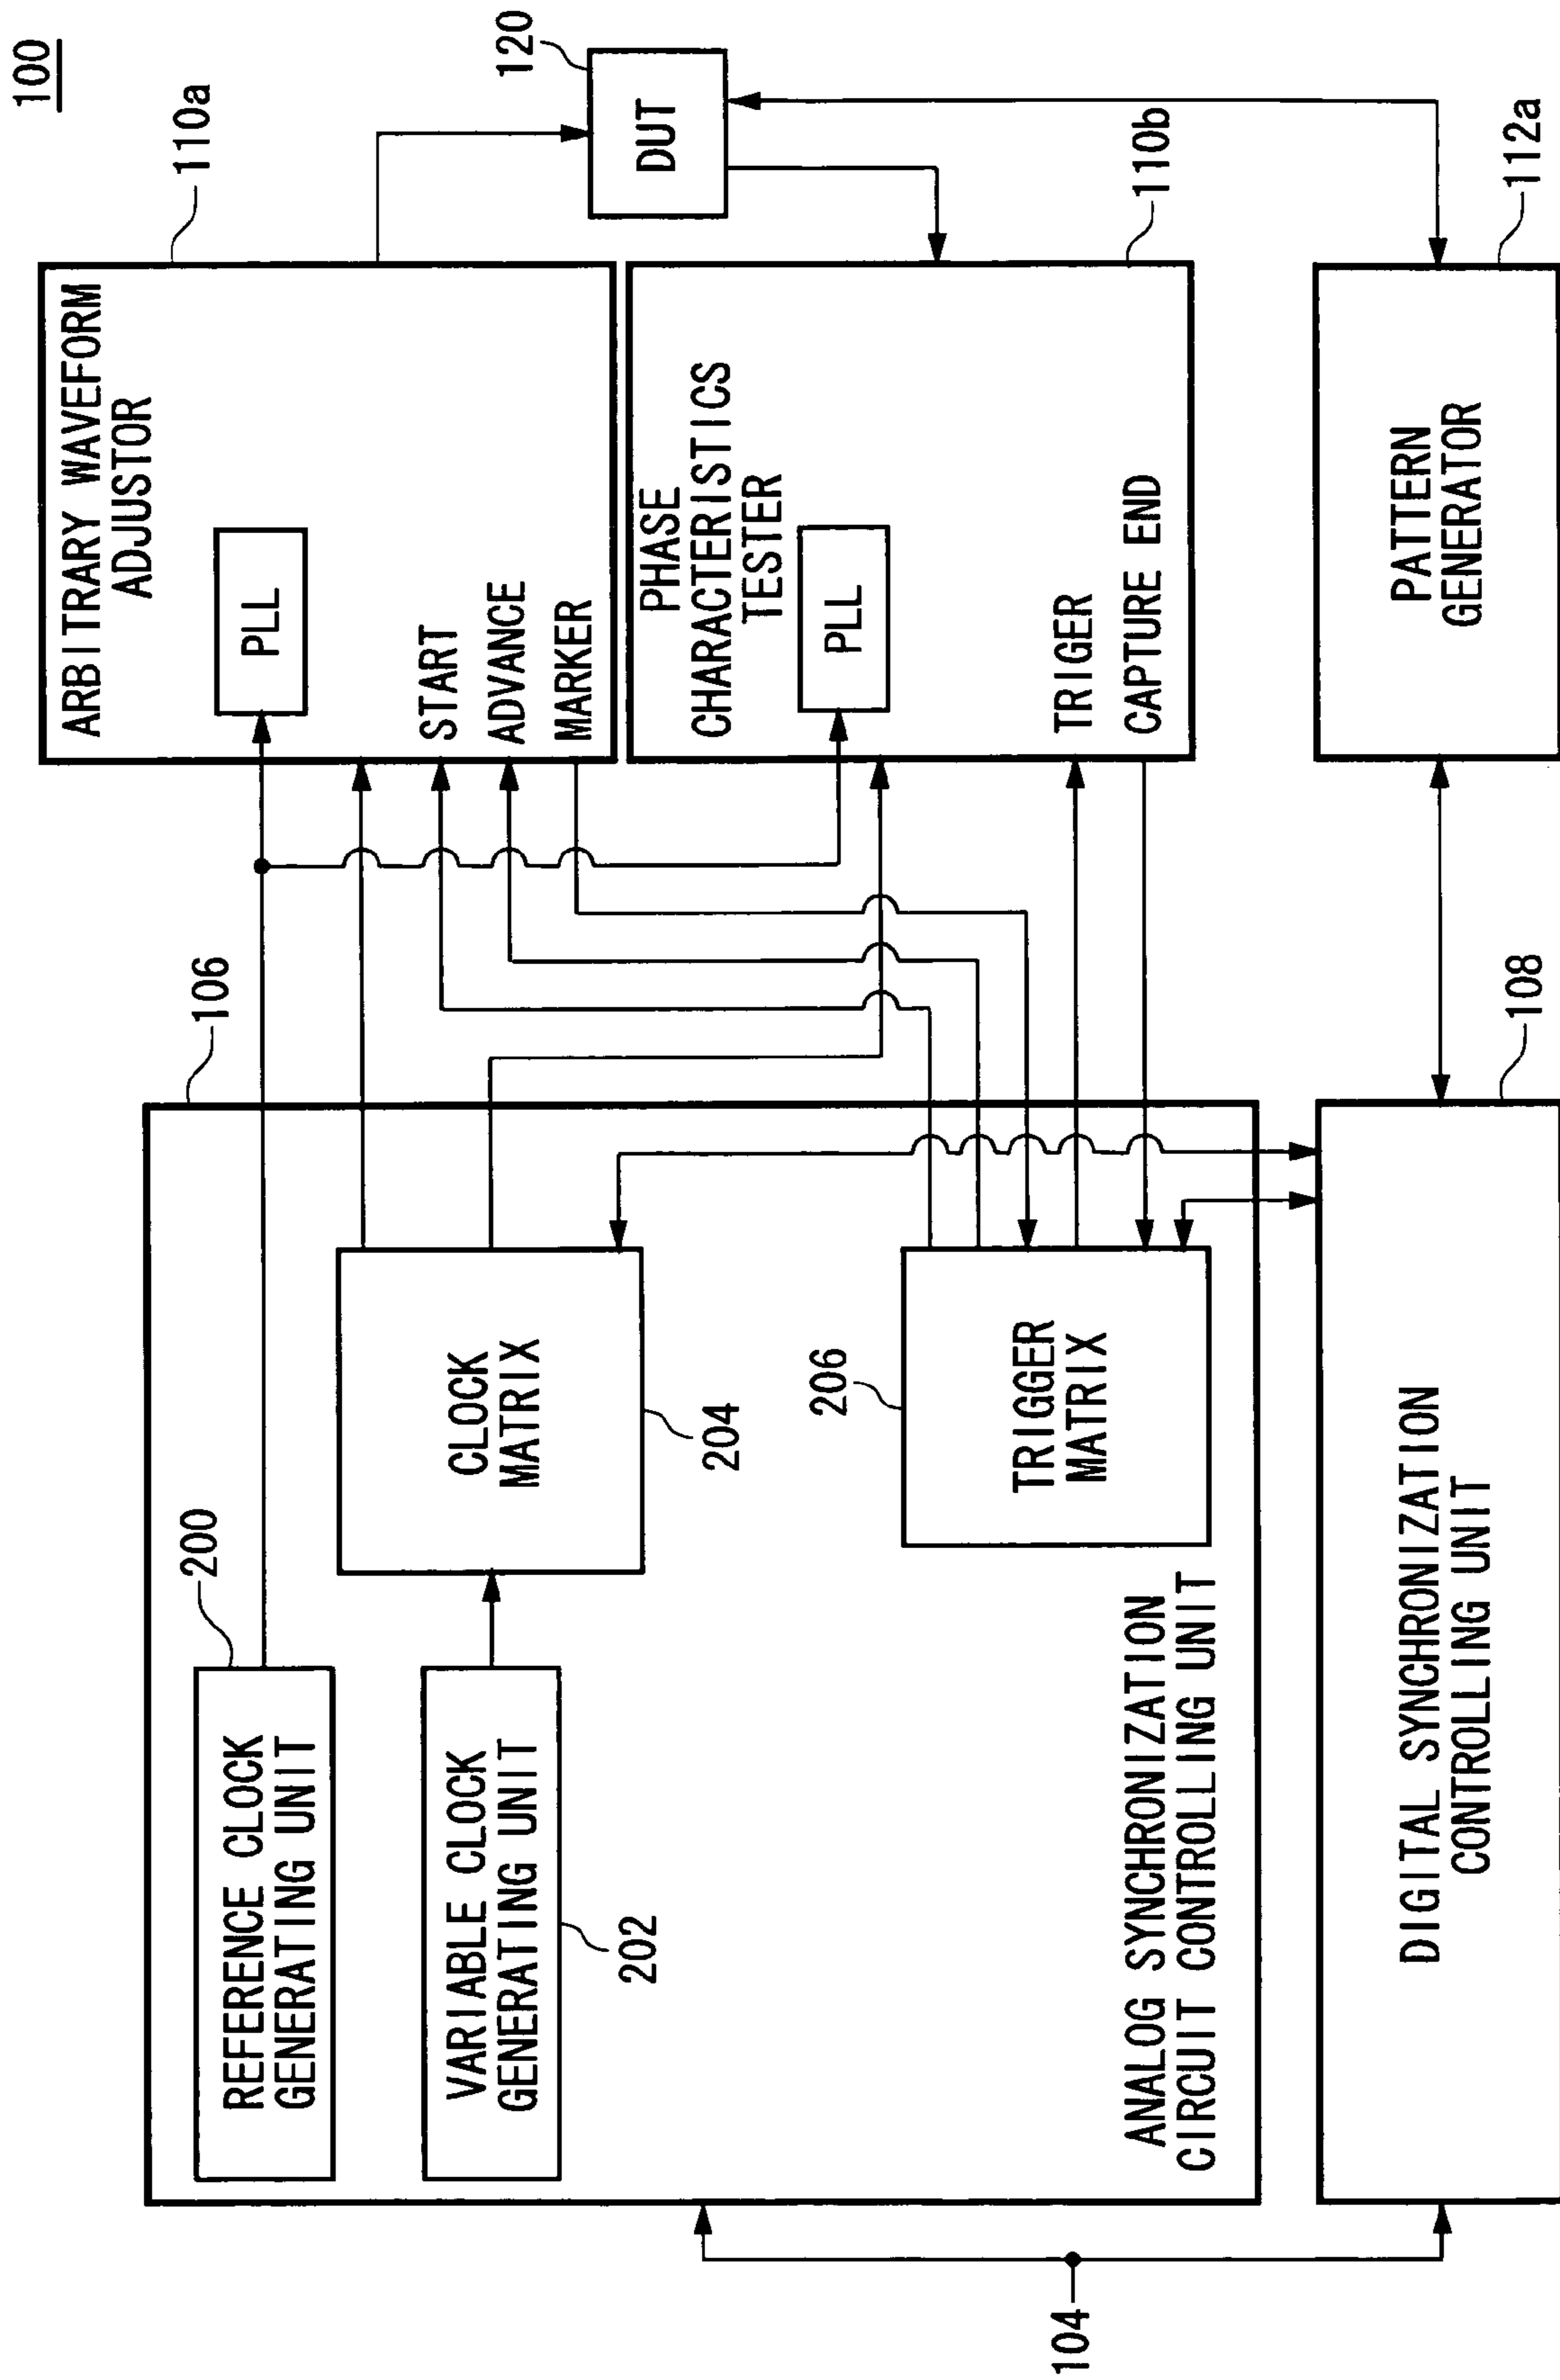 100
106
110a
REFERENCE CLOCK
GENERATING UNIT
200
VARIABLE CLOCK
GENERATING UNIT
202
CLOCK
MATRIX
204
206
TRIGGER
MATRIX
ANALOG SYNCHRONIZATION
CIRCUIT CONTROLLING UNIT
ARBITRARY WAVEFORM
ADJUSTOR
PLL
START
ADVANCE
MARKER
PHASE
CHARACTERISTICS
TESTER
PLL
TRIGER
CAPTURE END
110b
120
DUT
104
DIGITAL SYNCHRONIZATION
CONTROLLING UNIT
108
PATTERN
GENERATOR
112a